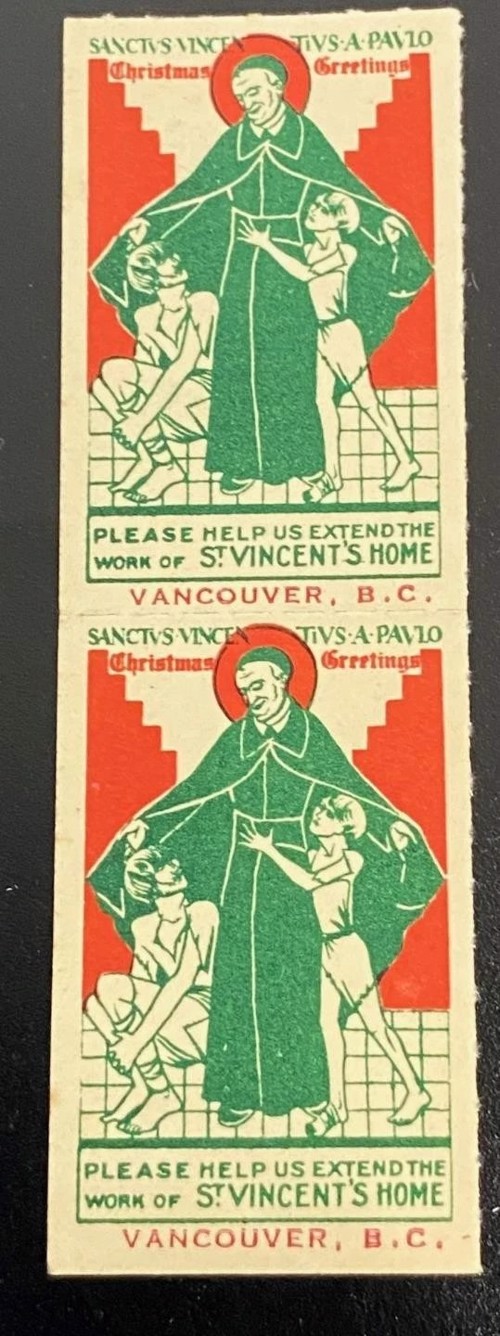 SANCTVS·VINCEN TIVS·A·PAVLO
Christmas Greetings
PLEASE HELP US EXTEND THE
WORK OF ST. VINCENT'S HOME
VANCOUVER, B.C.
SANCTVS·VINCEN TIVS·A·PAVLO
Christmas Greetings
PLEASE HELP US EXTEND THE
WORK OF ST. VINCENT'S HOME
VANCOUVER, B.C.